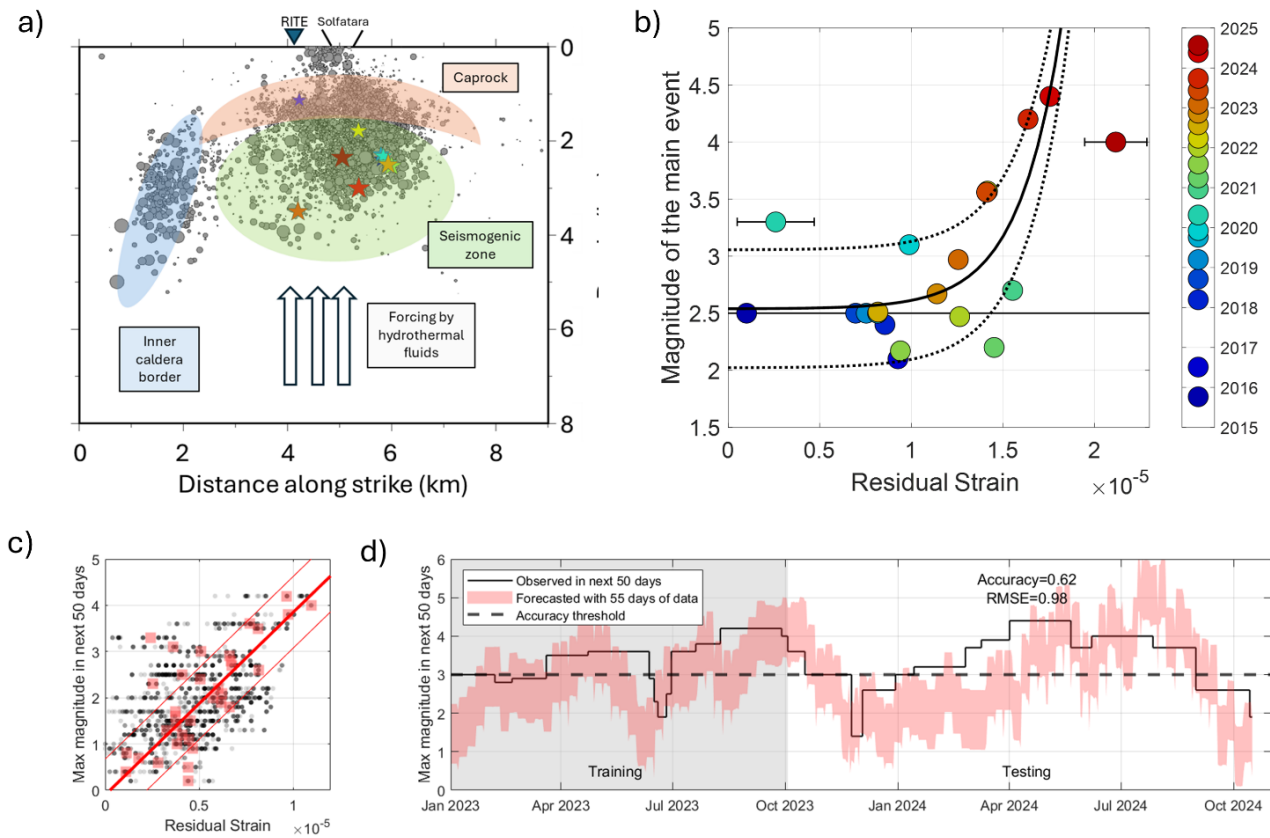 a)
RITE
Solfatara
Caprock
Seismogenic
zone
Inner
caldera
border
Forcing by
hydrothermal
fluids
0
2
4
6
8
0
2
4
6
8
Distance along strike (km)
b)
5
4.5
4
3.5
3
2.5
2
1.5
Magnitude of the main event
0
0.5
1
1.5
2
×10⁻⁵
Residual Strain
2025
2024
2023
2022
2021
2020
2019
2018
2017
2016
2015
c)
5
4
3
2
1
0
Max magnitude in next 50 days
0
0.5
1
×10⁻⁵
Residual Strain
d)
6
5
4
3
2
1
0
Max magnitude in next 50 days
Observed in next 50 days
Forecasted with 55 days of data
Accuracy threshold
Accuracy=0.62
RMSE=0.98
Training
Testing
Jan 2023
Apr 2023
Jul 2023
Oct 2023
Jan 2024
Apr 2024
Jul 2024
Oct 2024